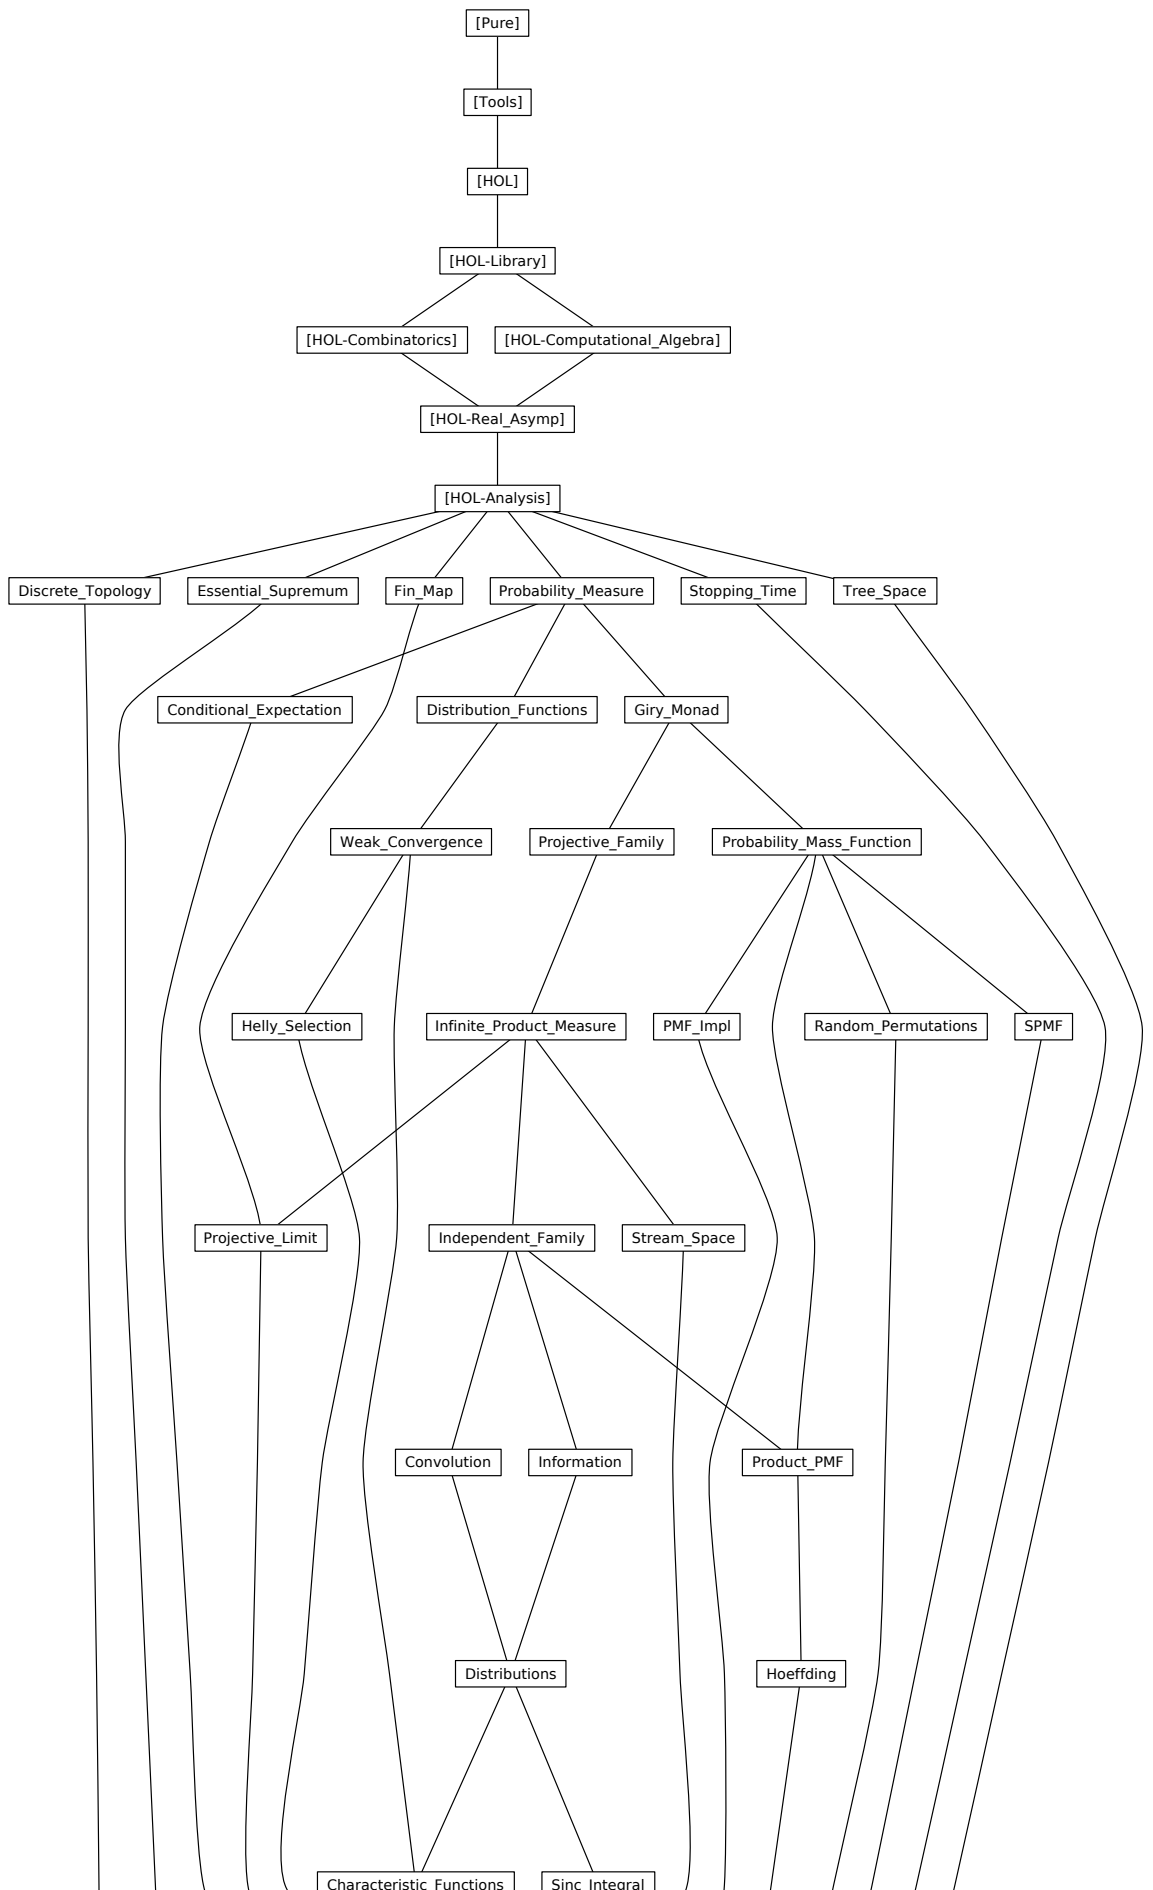 [Pure]
[Tools]
[HOL]
[HOL-Library]
[HOL-Combinatorics]
[HOL-Computational_Algebra]
[HOL-Real_Asymp]
[HOL-Analysis]
Discrete_Topology
Essential_Supremum
Fin_Map
Probability_Measure
Stopping_Time
Tree_Space
Conditional_Expectation
Distribution_Functions
Giry_Monad
Weak_Convergence
Projective_Family
Probability_Mass_Function
Helly_Selection
Infinite_Product_Measure
PMF_Impl
Random_Permutations
SPMF
Projective_Limit
Independent_Family
Stream_Space
Convolution
Information
Product_PMF
Distributions
Hoeffding
Characteristic_Functions
Sinc_Integral